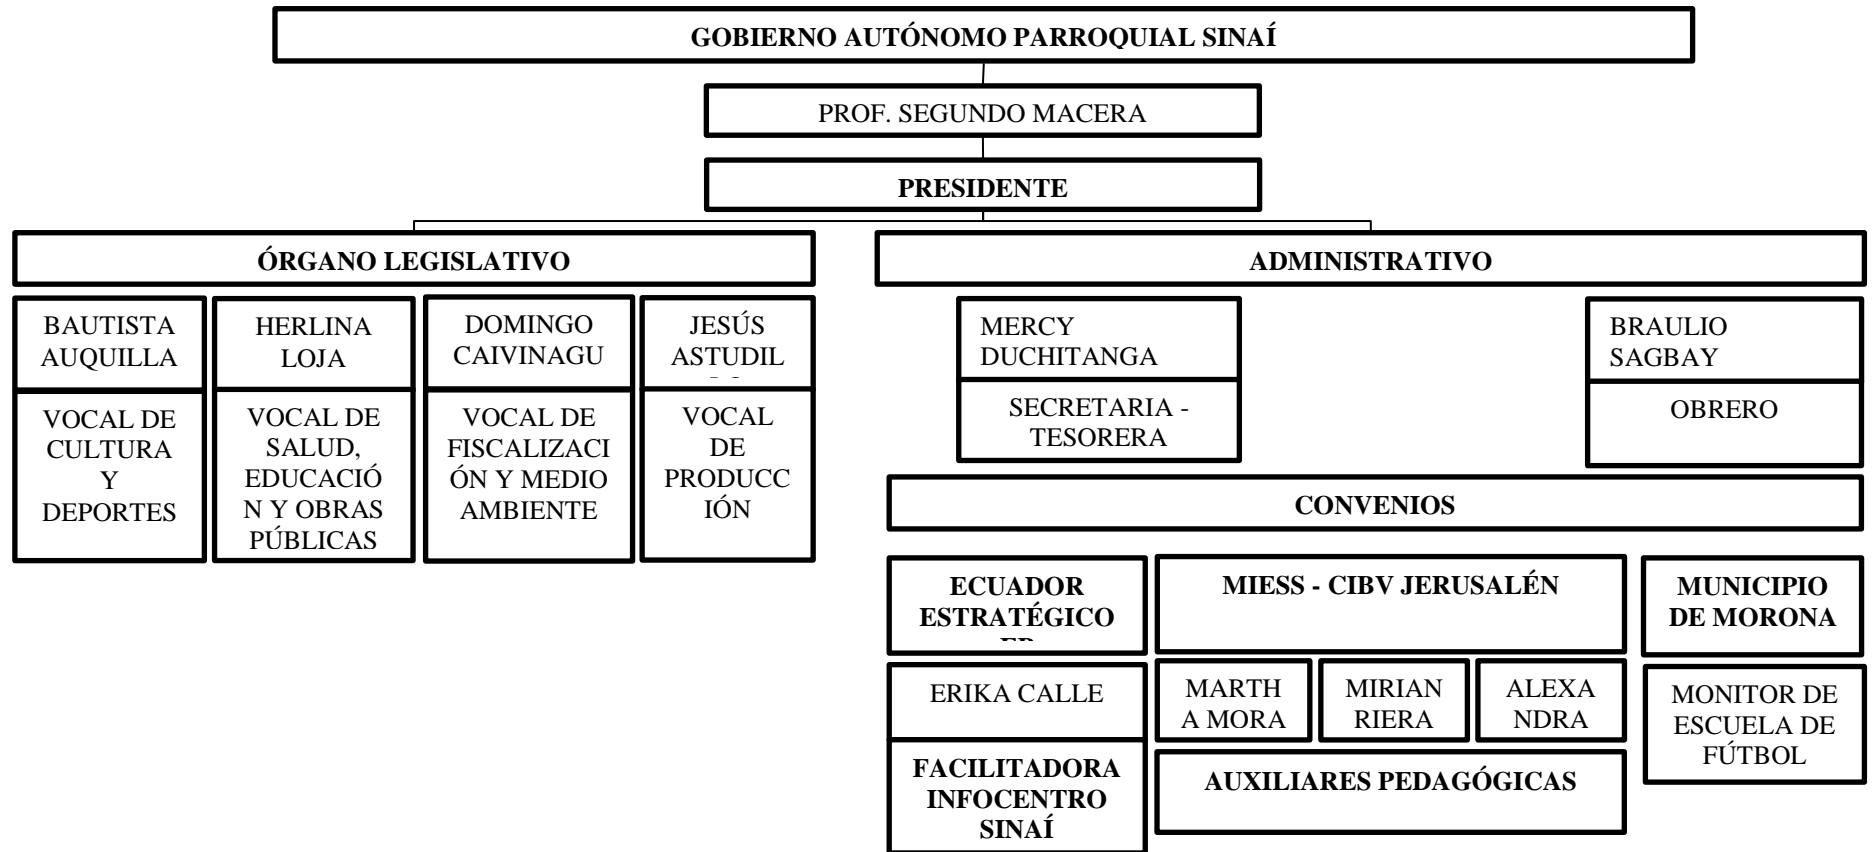 GOBIERNO AUTÓNOMO PARROQUIAL SINAÍ
PROF. SEGUNDO MACERA
PRESIDENTE
ÓRGANO LEGISLATIVO
BAUTISTA
AUQUILLA
VOCAL DE
CULTURA
Y
DEPORTES
HERLINA
LOJA
VOCAL DE
SALUD,
EDUCACIÓ
N Y OBRAS
PÚBLICAS
DOMINGO
CAIVINAGU
VOCAL DE
FISCALIZACI
ÓN Y MEDIO
AMBIENTE
JESÚS
ASTUDIL
VOCAL
DE
PRODUCC
IÓN
ADMINISTRATIVO
MERCY
DUCHITANGA
SECRETARIA -
TESORERA
BRAULIO
SAGBAY
OBRERO
CONVENIOS
ECUADOR
ESTRATÉGICO
ERIKA CALLE
FACILITADORA
INFOCENTRO
SINAÍ
MIESS - CIBV JERUSALÉN
MARTH
A MORA
MIRIAN
RIERA
ALEXA
NDRA
AUXILIARES PEDAGÓGICAS
MUNICIPIO
DE MORONA
MONITOR DE
ESCUELA DE
FÚTBOL